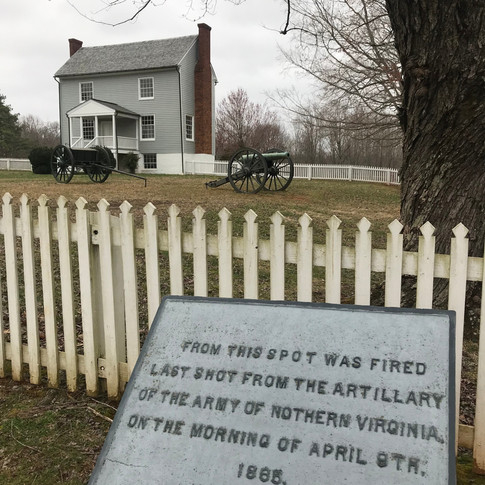 FROM THIS SPOT WAS FIRED
LAST SHOT FROM THE ARTILLARY
OF THE ARMY OF NOTHERN VIRGINIA,
ON THE MORNING OF APRIL 9TH.
1865.